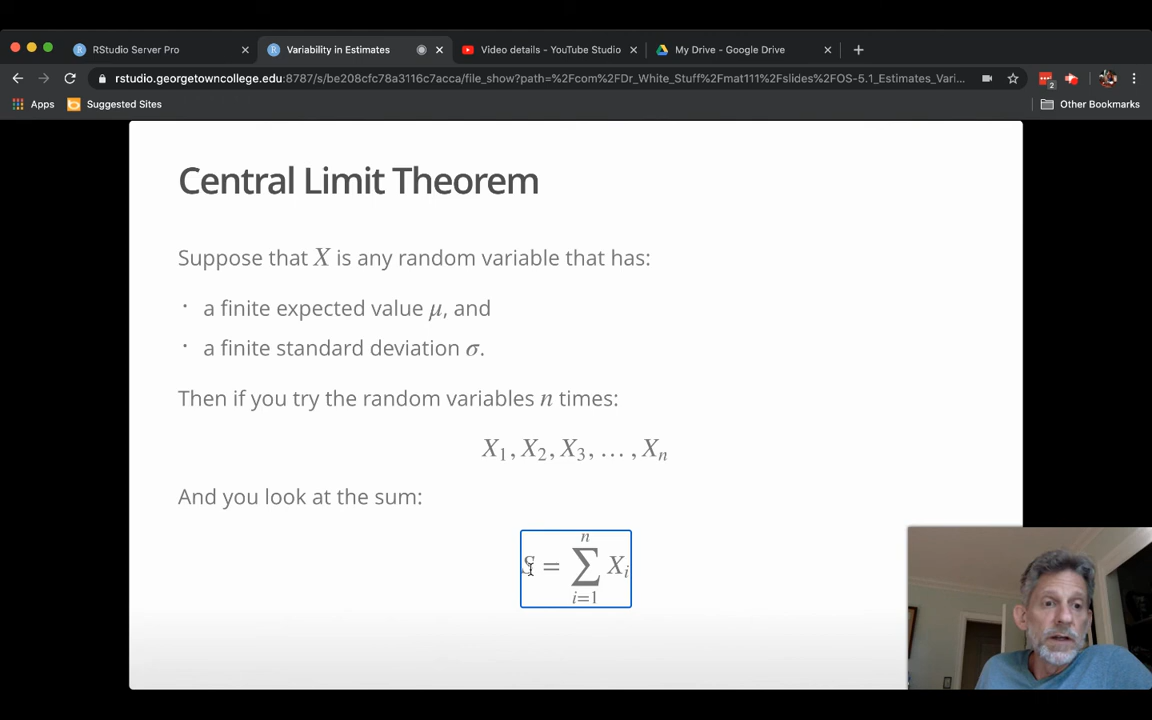 RStudio Server Pro
Variability in Estimates
Video details - YouTube Studio
My Drive - Google Drive
rstudio.georgetowncollege.edu:8787/s/be208cfc78a3116c7acca/file_show?path=%2Fcom%2FDr_White_Stuff%2Fmat111%2Fslides%2FOS-5.1_Estimates_Vari...
Apps
Suggested Sites
Other Bookmarks
2
Central Limit Theorem
Suppose that X is any random variable that has:
· a finite expected value μ, and
· a finite standard deviation σ.
Then if you try the random variables n times:
X₁, X₂, X₃, … , Xₙ
And you look at the sum:
S = ∑ⁿᵢ₌₁ Xᵢ